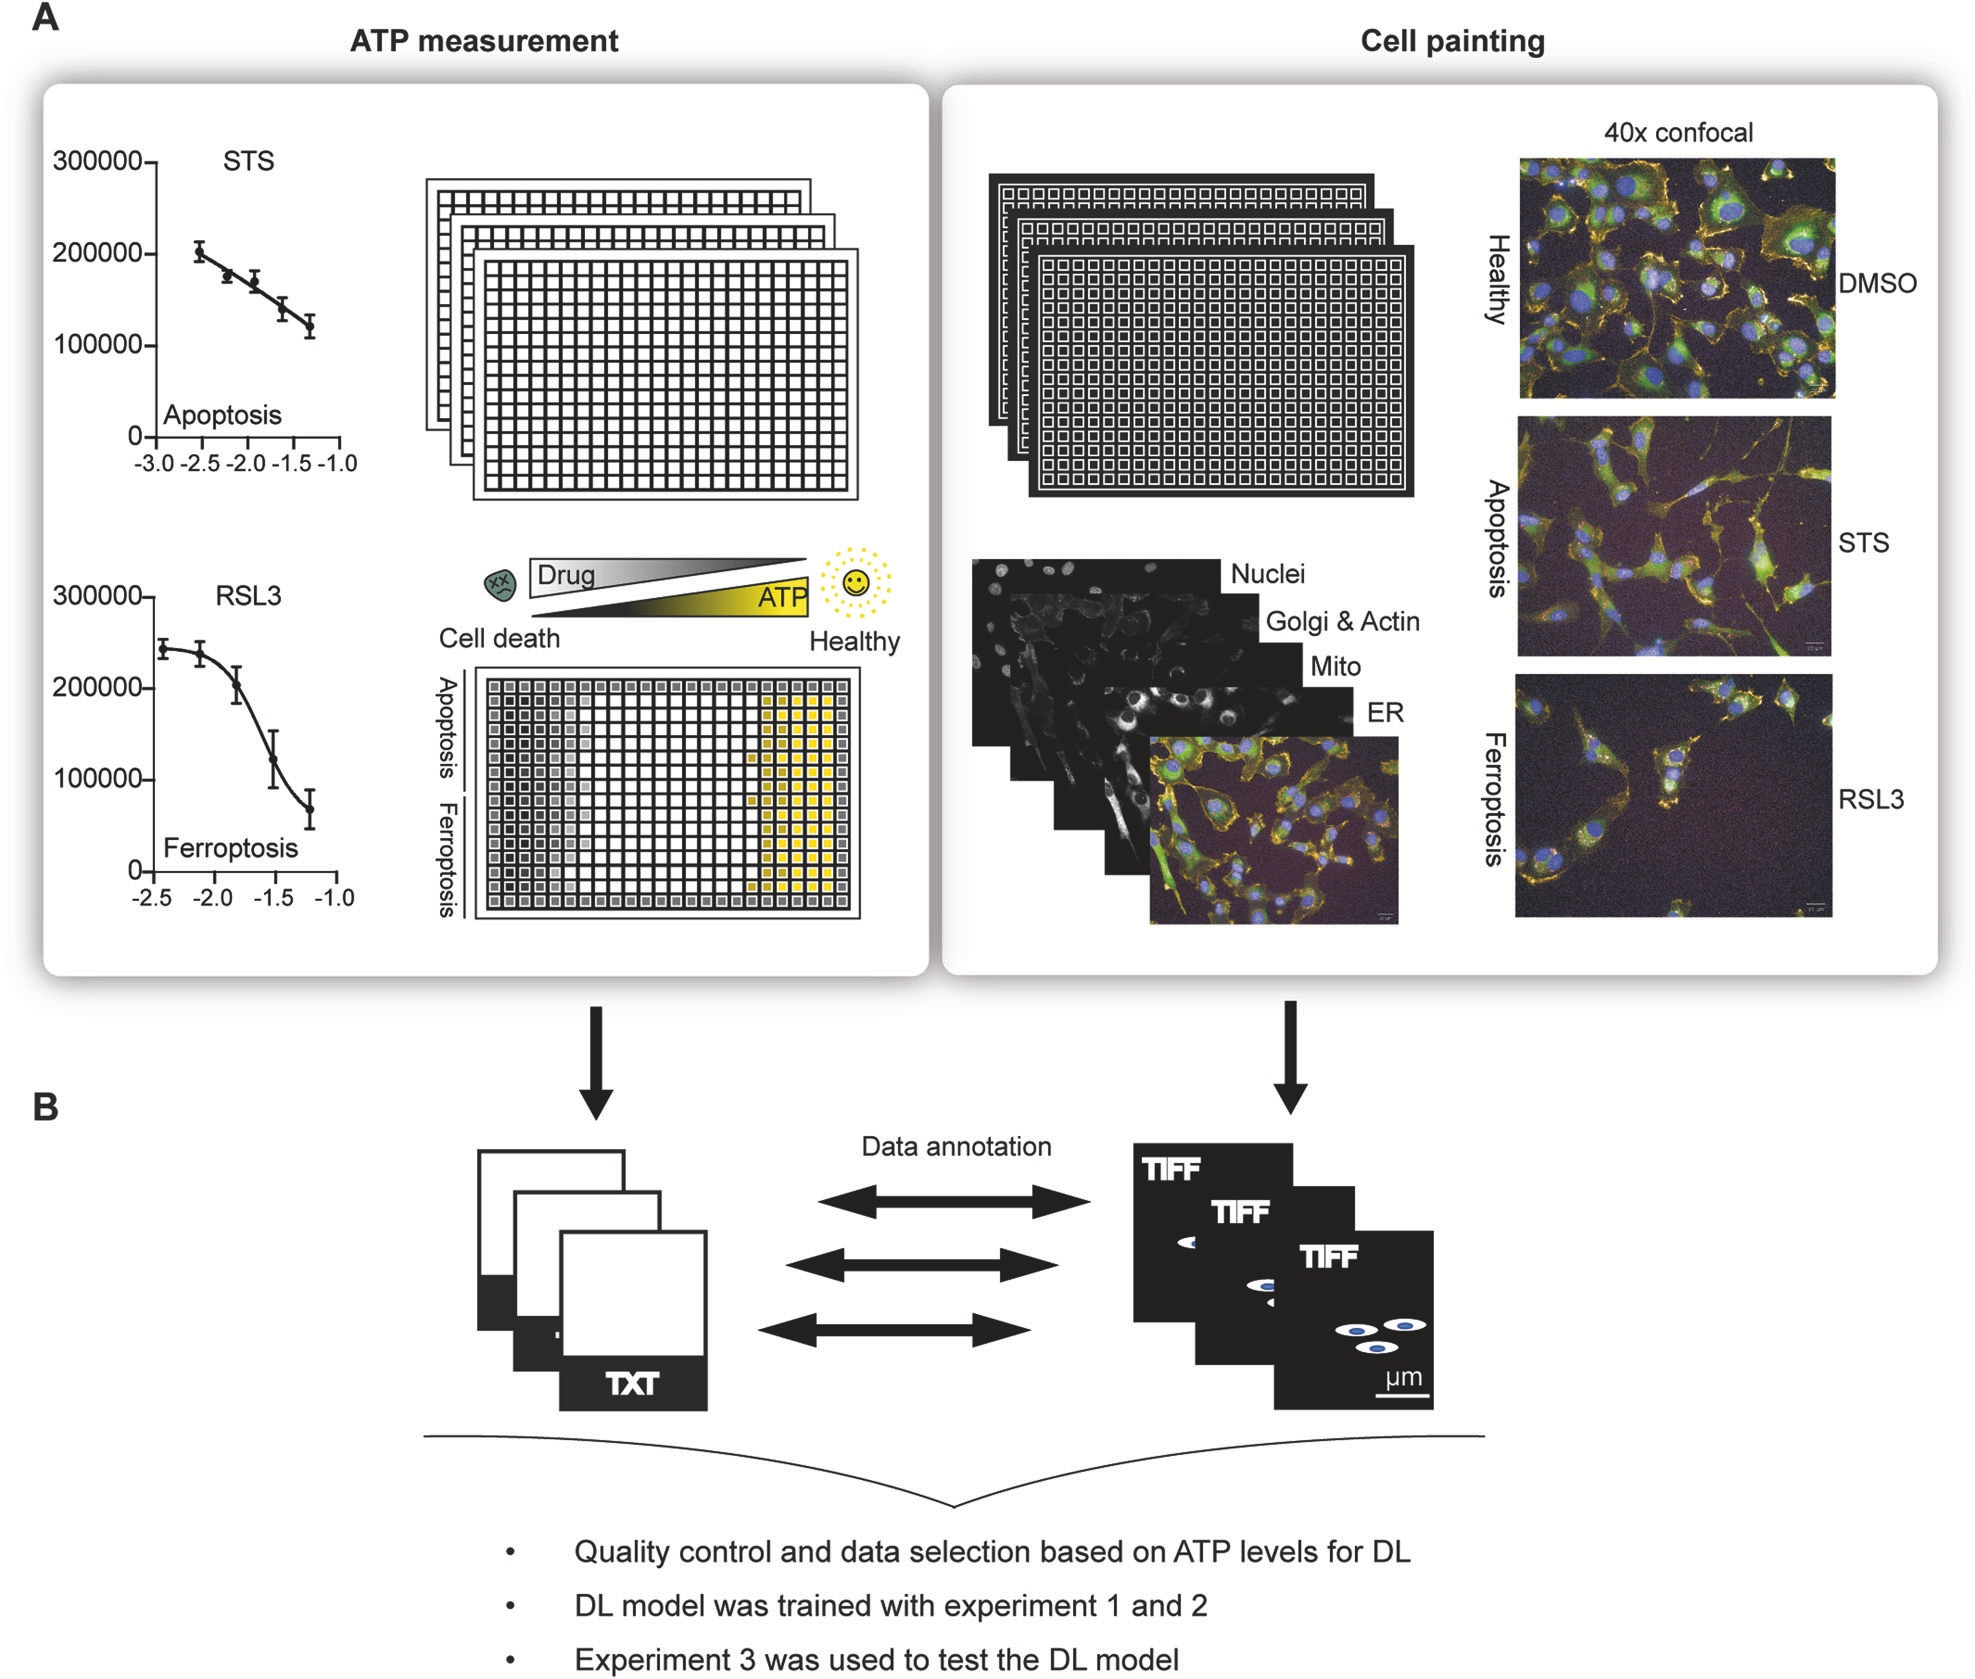 A
ATP measurement
Cell painting
STS
300000
200000
100000
0
Apoptosis
-3.0 -2.5 -2.0 -1.5 -1.0
RSL3
300000
200000
100000
0
Ferroptosis
-2.5 -2.0 -1.5 -1.0
Drug
ATP
Cell death
Healthy
Apoptosis
Ferroptosis
Nuclei
Golgi & Actin
Mito
ER
40x confocal
Healthy
DMSO
Apoptosis
STS
Ferroptosis
RSL3
B
Data annotation
TXT
TIFF
TIFF
TIFF
µm
• Quality control and data selection based on ATP levels for DL
• DL model was trained with experiment 1 and 2
• Experiment 3 was used to test the DL model